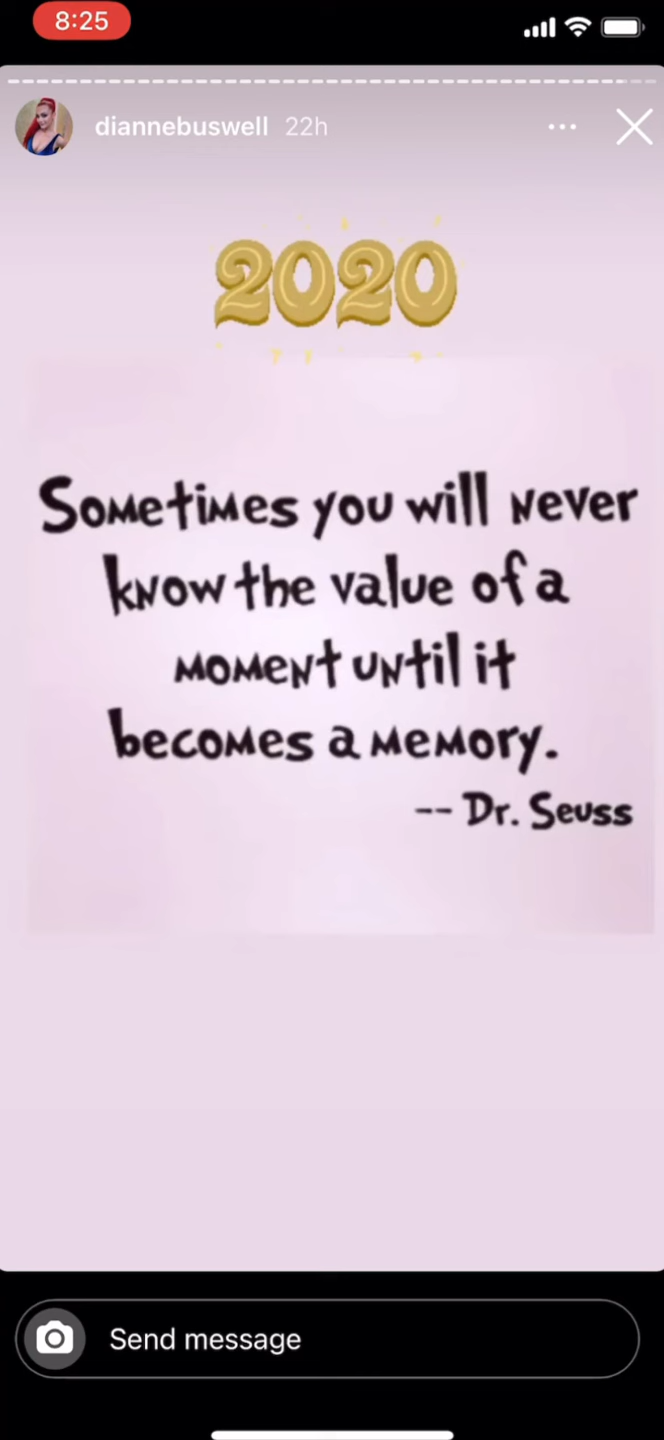 8:25
diannebuswell 22h
2020
Sometimes you will never
know the value of a
moment until it
becomes a memory.
-- Dr. Seuss
Send message